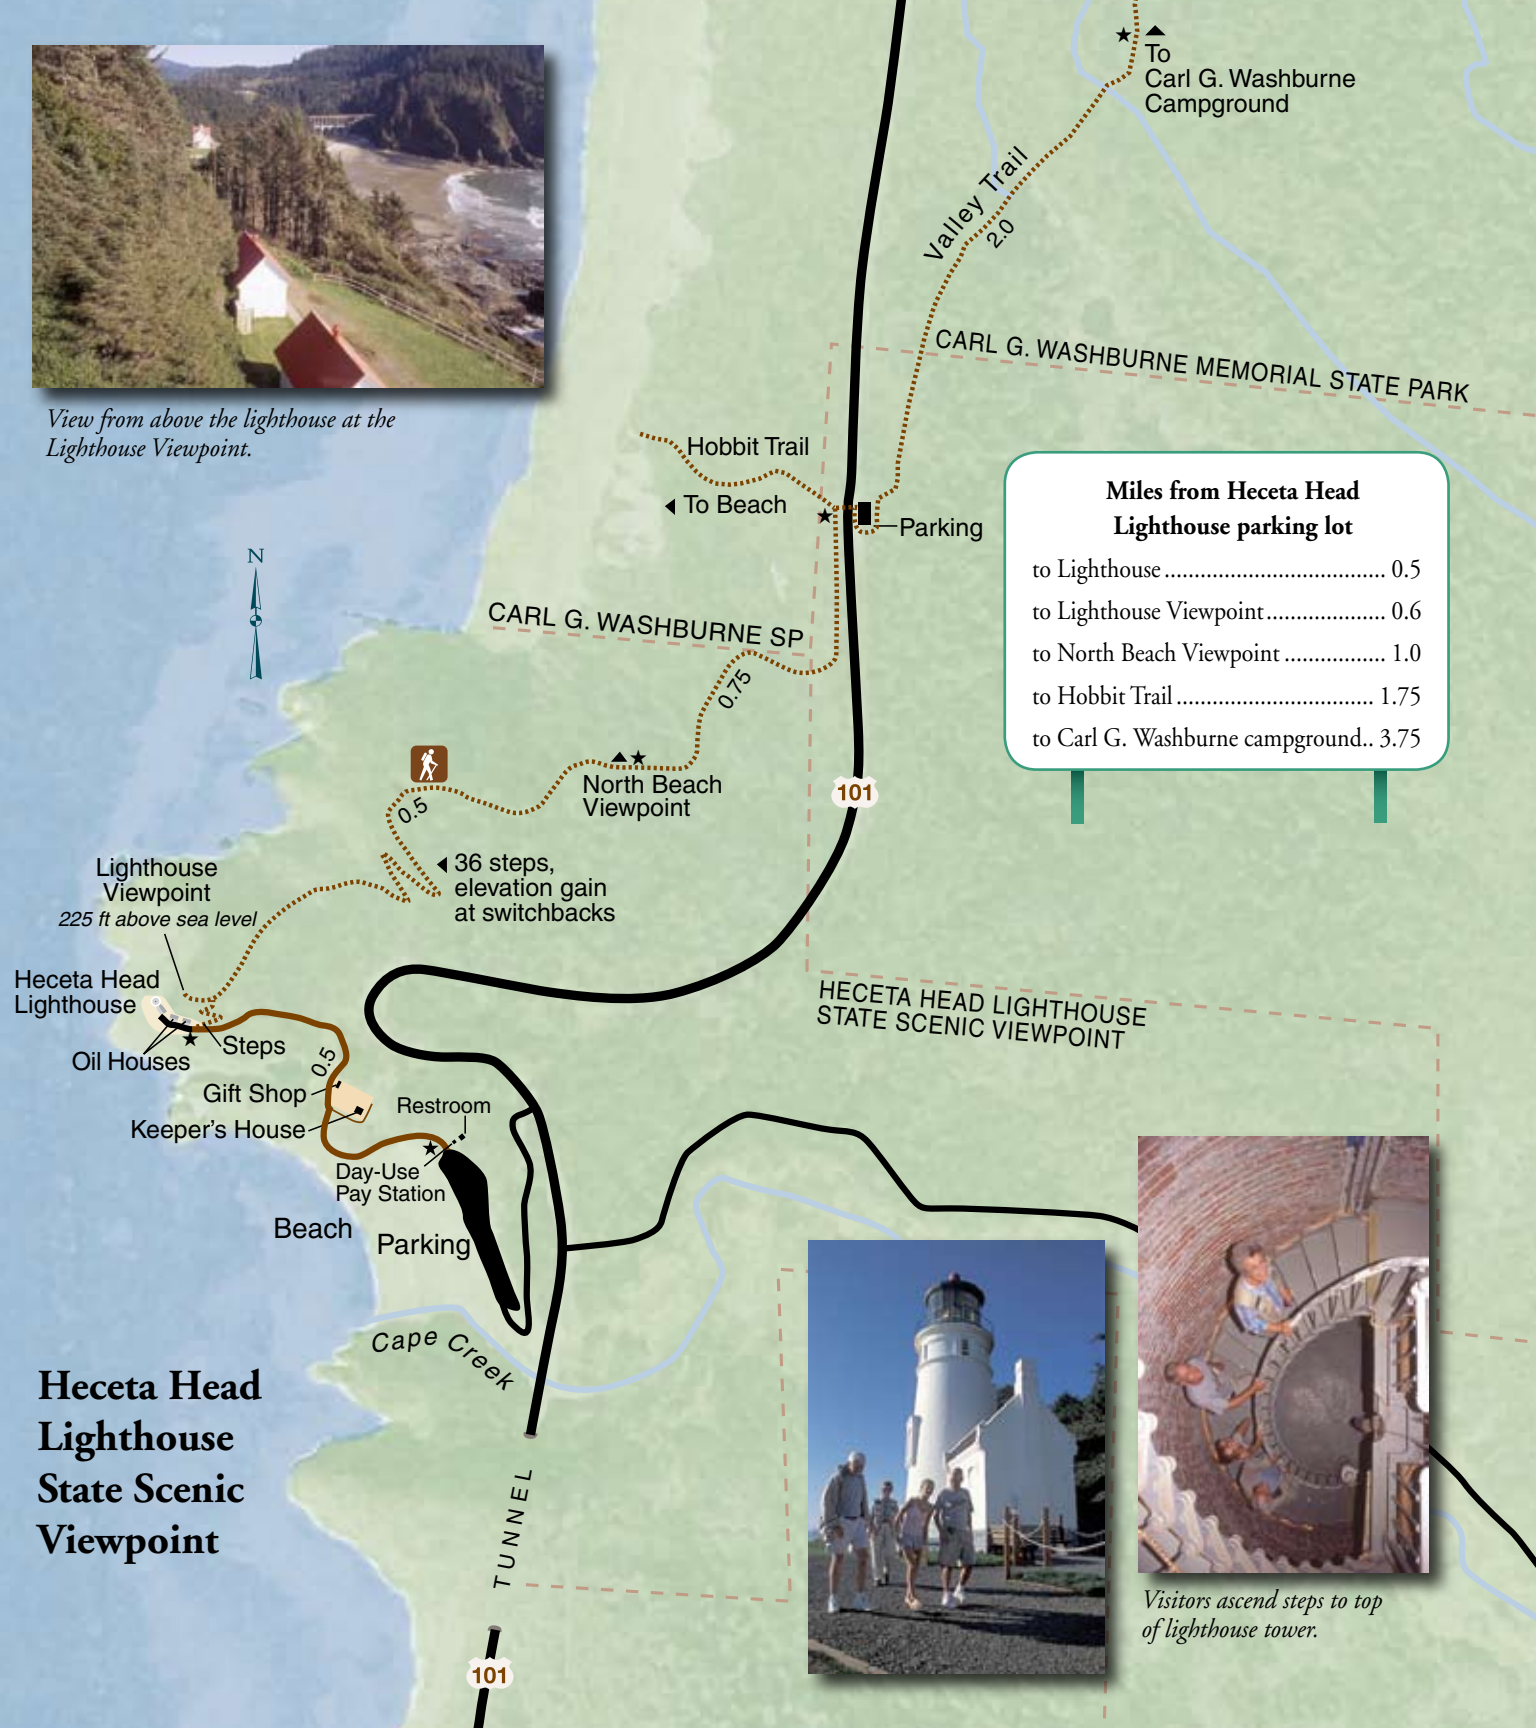 To
Carl G. Washburne
Campground
Valley Trail
2.0
CARL G. WASHBURNE MEMORIAL STATE PARK
View from above the lighthouse at the
Lighthouse Viewpoint.
Hobbit Trail
To Beach
Parking
Miles from Heceta Head
Lighthouse parking lot
to Lighthouse..................................... 0.5
to Lighthouse Viewpoint.................... 0.6
to North Beach Viewpoint ................. 1.0
to Hobbit Trail ................................. 1.75
to Carl G. Washburne campground.. 3.75
N
CARL G. WASHBURNE SP
0.75
North Beach
Viewpoint
101
0.5
36 steps,
elevation gain
at switchbacks
Lighthouse
Viewpoint
225 ft above sea level
Heceta Head
Lighthouse
HECETA HEAD LIGHTHOUSE
STATE SCENIC VIEWPOINT
Oil Houses
Steps
0.5
Gift Shop
Keeper's House
Restroom
Day-Use
Pay Station
Beach
Parking
Cape Creek
Heceta Head
Lighthouse
State Scenic
Viewpoint
TUNNEL
101
Visitors ascend steps to top
of lighthouse tower.